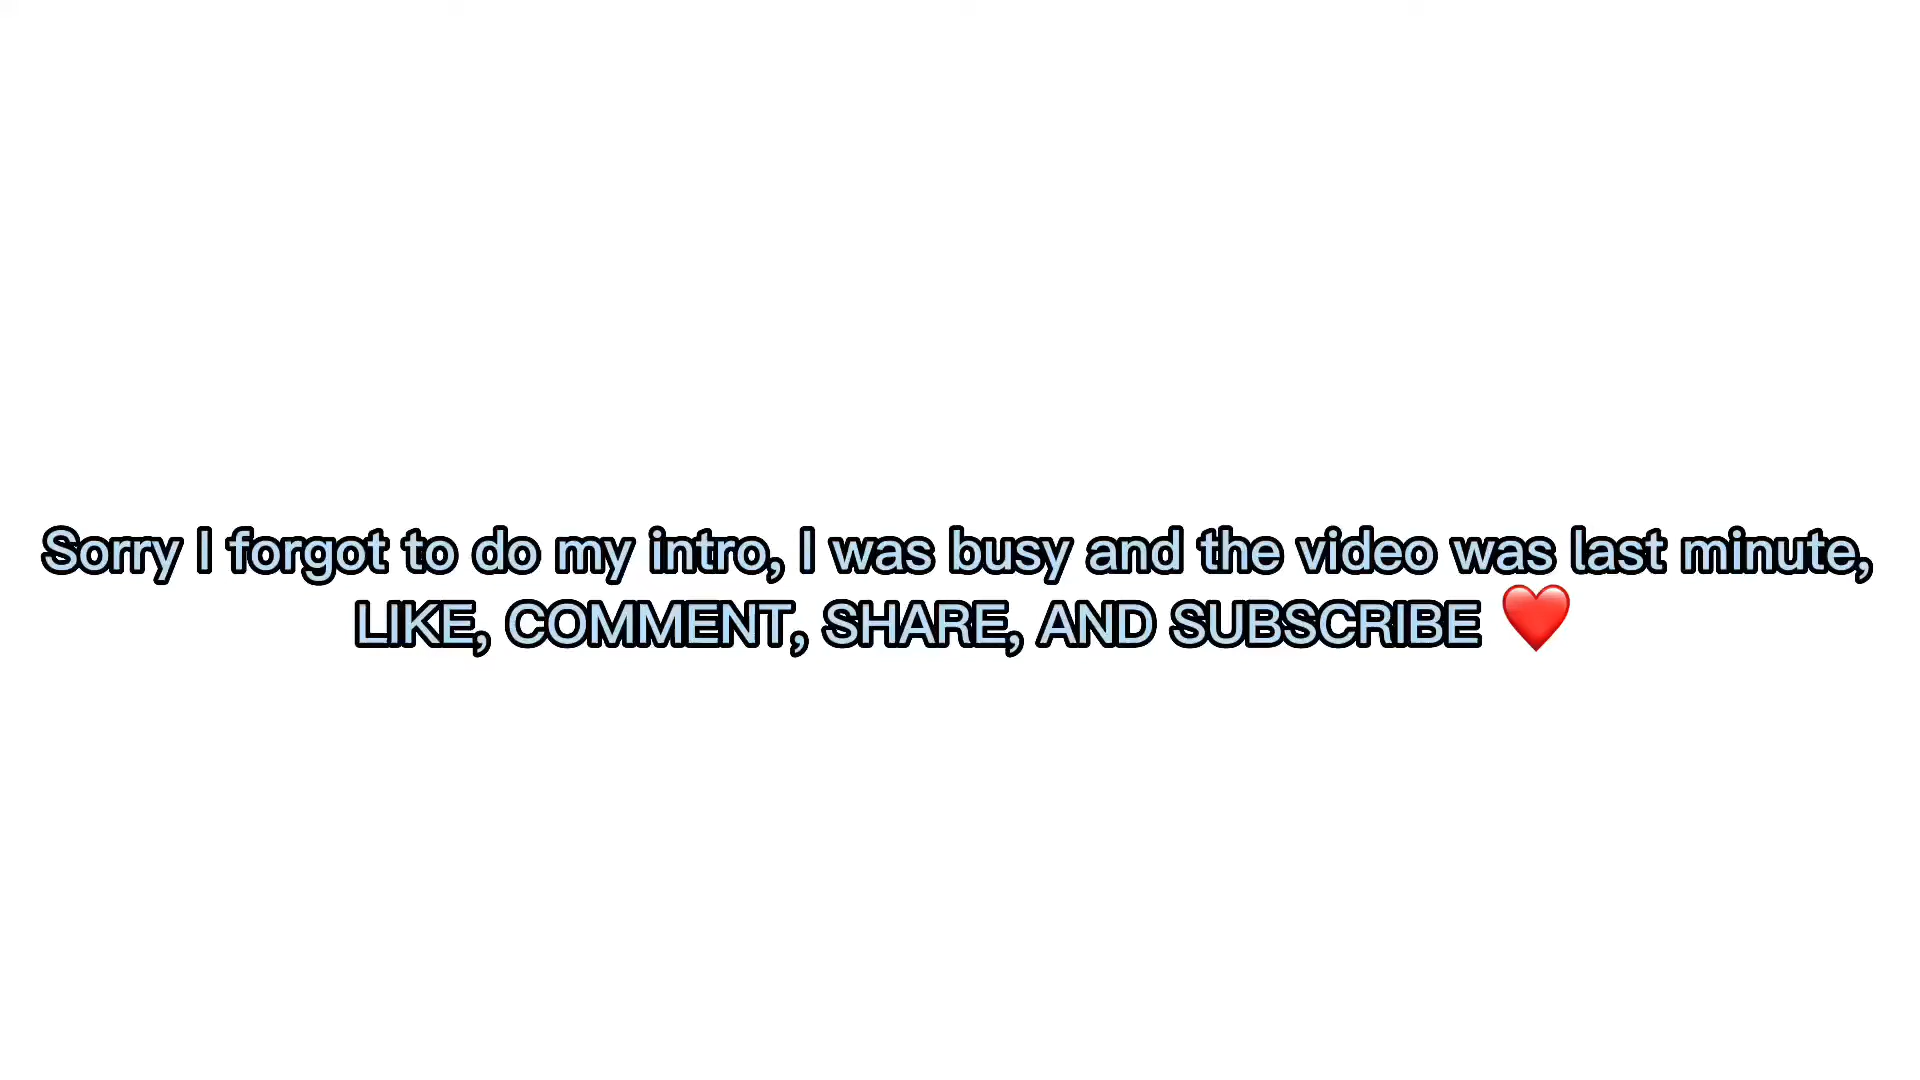 Sorry I forgot to do my intro, I was busy and the video was last minute,
LIKE, COMMENT, SHARE, AND SUBSCRIBE ❤️